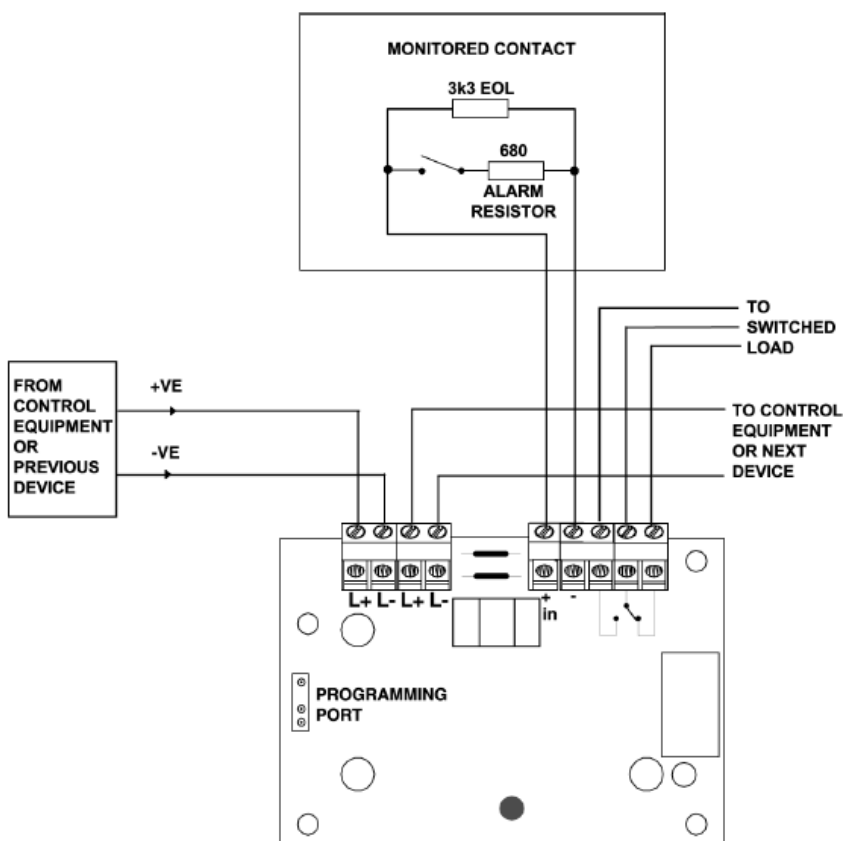 MONITORED CONTACT
3k3 EOL
680
ALARM
RESISTOR
TO
SWITCHED
LOAD
FROM
CONTROL
EQUIPMENT
OR
PREVIOUS
DEVICE
+VE
-VE
TO CONTROL
EQUIPMENT
OR NEXT
DEVICE
L+ L- L+ L-
+ -
in
PROGRAMMING
PORT